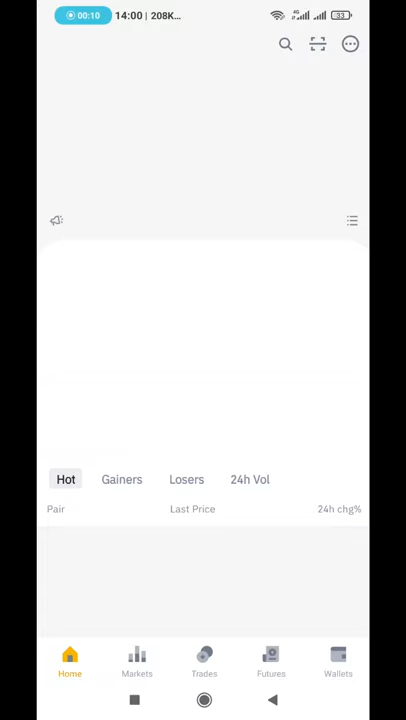 00:10 14:00 208K... 4G 33
Hot Gainers Losers 24h Vol
Pair Last Price 24h chg%
Home Markets Trades Futures Wallets